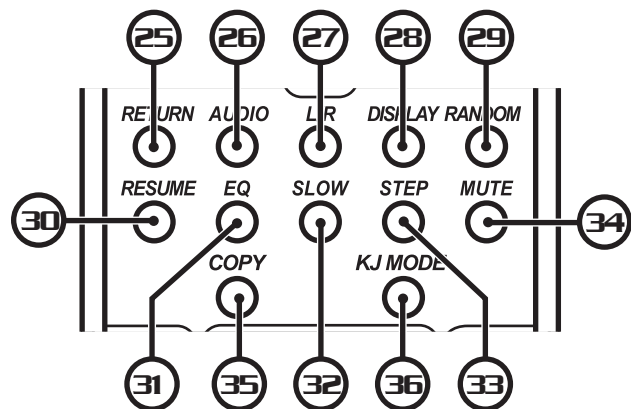 25 26 27 28 29
RETURN AUDIO L/R DISPLAY RANDOM
30 RESUME EQ SLOW STEP MUTE 34
COPY KJ MODE
31 35 32 36 33